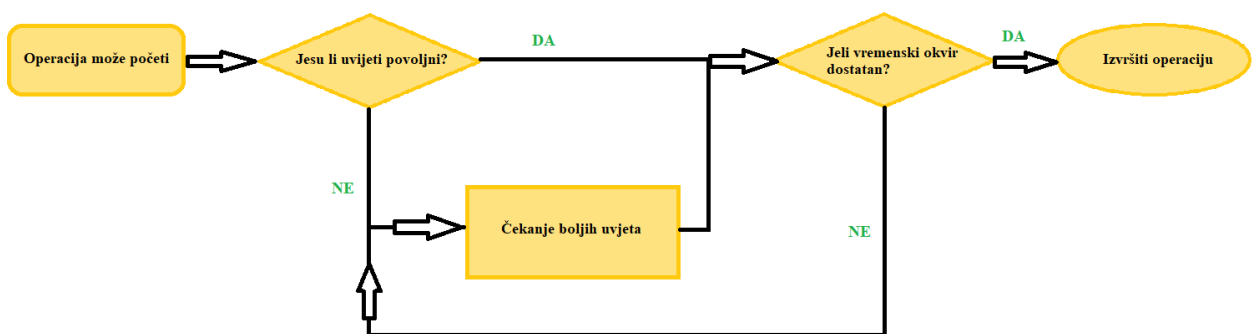 Operacija može početi
Jesu li uvijeti povoljni?
DA
Jeli vremenski okvir
dostatan?
DA
Izvršiti operaciju
NE
Čekanje boljih uvjeta
NE